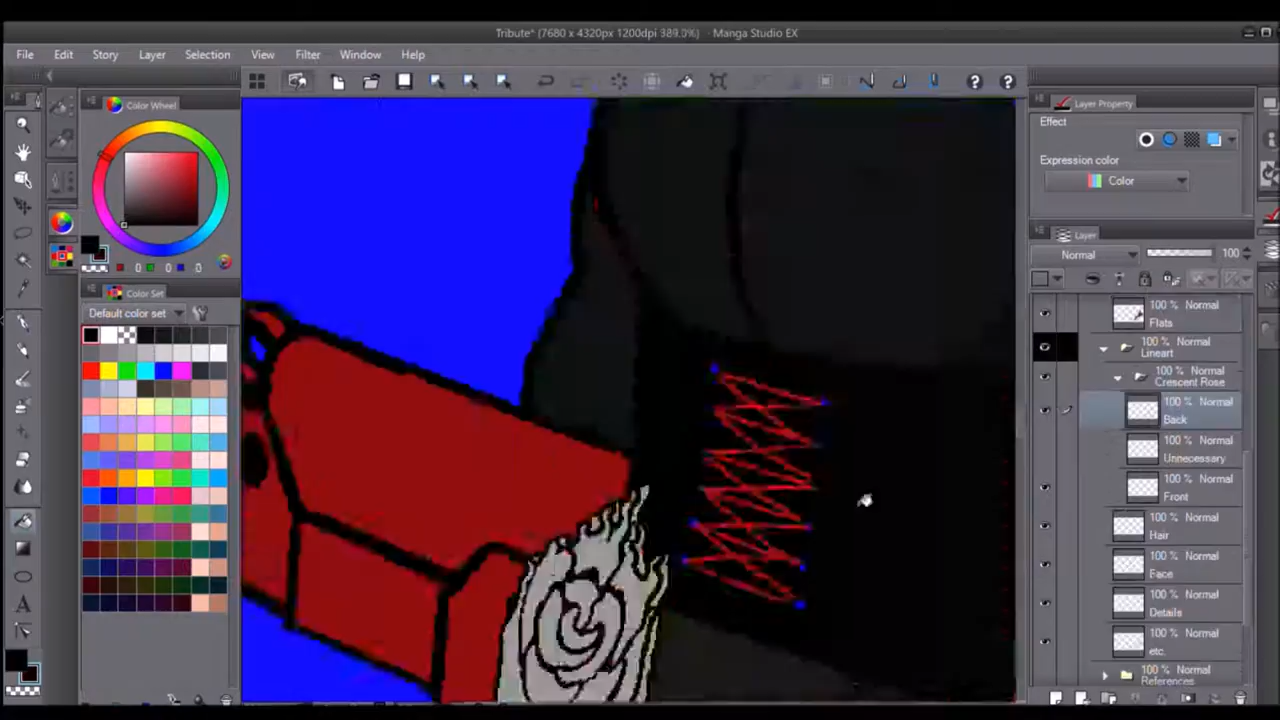 Tribute* (7680 x 4320px 1200dpi 389.0%) - Manga Studio EX
File Edit Story Layer Selection View Filter Window Help
Color Wheel
0 0 0
Color Set
Default color set
Layer Property
Effect
Expression color
Color
Layer
Normal 100
100 % Normal
Flats
100 % Normal
Lineart
100 % Normal
Crescent Rose
100 % Normal
Back
100 % Normal
Unnecessary
100 % Normal
Front
100 % Normal
Hair
100 % Normal
Face
100 % Normal
Details
100 % Normal
etc.
100 % Normal
References